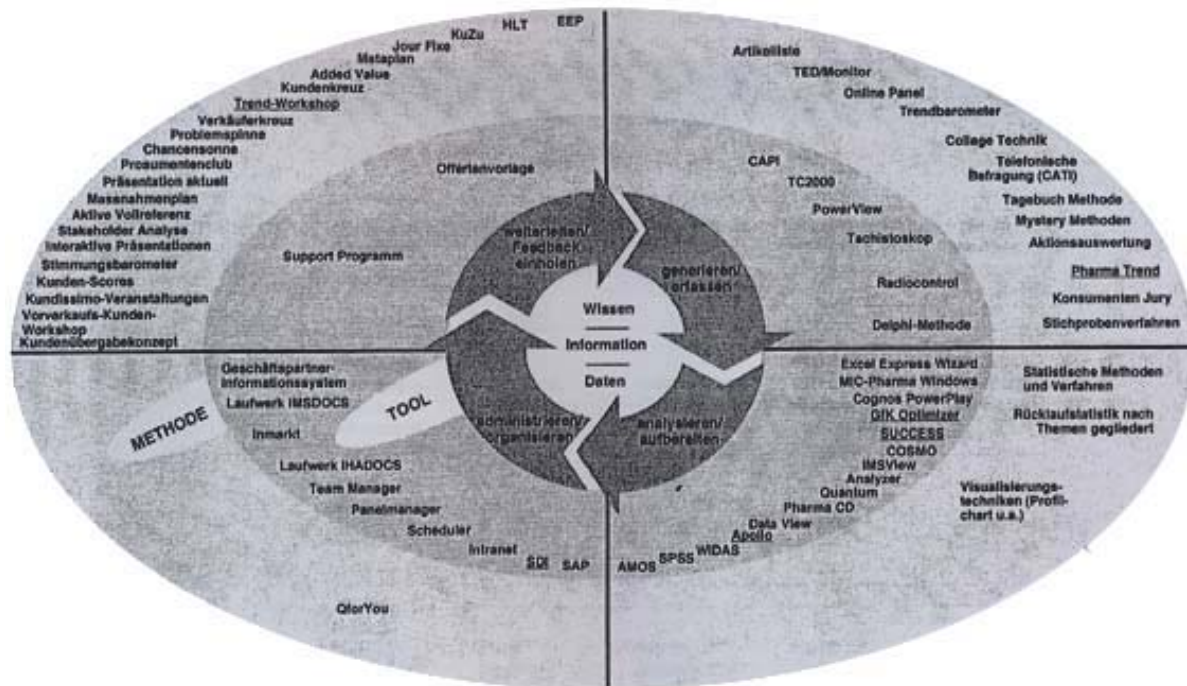 EEP
HLT
KuZu
Jour Fixe
Metaplan
Added Value
Kundenkreuz
Trend-Workshop
Verkäuferkreuz
Problemspinne
Chancensonne
Prosumentenclub
Präsentation aktuell
Massnahmenplan
Aktive Vollreferenz
Stakeholder Analyse
Interaktive Präsentationen
Stimmungsbarometer
Kunden-Scores
Kundissimo-Veranstaltungen
Vorverkaufs-Kunden-
Workshop
Kundenübergabekonzept
Offertenvorlage
Support Programm
Artikelliste
TED/Monitor
Online Panel
Trendbarometer
College Technik
Telefonische
Befragung (CATI)
Tagebuch Methode
Mystery Methoden
Aktionsauswertung
Pharma Trend
Konsumenten Jury
Stichprobenverfahren
CAPI
TC2000
PowerView
Tachistoskop
Radiocontrol
Delphi-Methode
weiterleiten/
Feedback
einholen
generieren/
erfassen
Wissen
Information
Daten
administrieren/
organisieren
analysieren/
aufbereiten
METHODE
TOOL
Geschäftspartner-
Informationssystem
Laufwerk IMSDOCS
Inmarkt
Laufwerk IHADOCS
Team Manager
Panelmanager
Scheduler
Intranet
SDI
SAP
QforYou
Excel Express Wizard
MIC-Pharma Windows
Cognos PowerPlay
GfK Optimizer
SUCCESS
COSMO
IMSView
Analyzer
Quantum
Pharma CD
Data View
Apollo
WIDAS
SPSS
AMOS
Statistische Methoden
und Verfahren
Rücklaufstatistik nach
Themen gegliedert
Visualisierungs-
techniken (Profil-
chart u.a.)